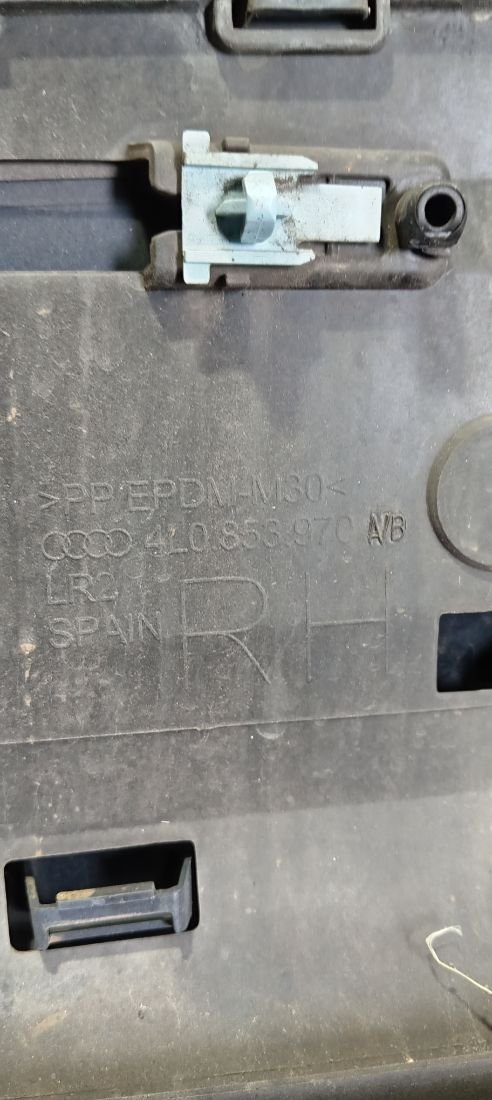 >PP/EPDM-M30<
4L0.853.970 A/B
LR2
SPAIN RH